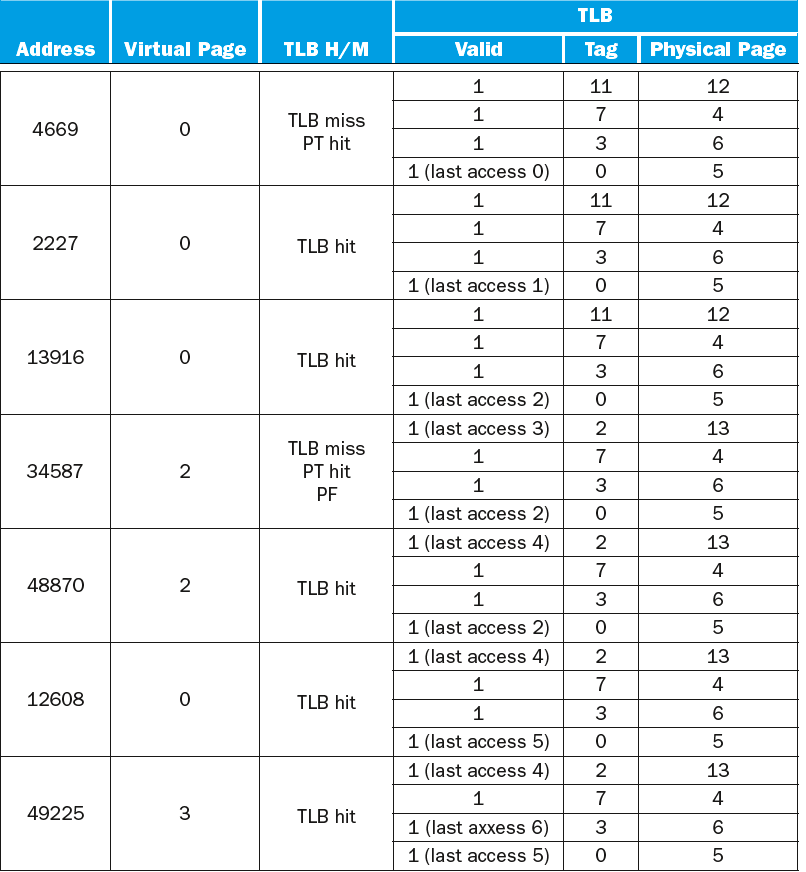 TLB
Address Virtual Page TLB H/M Valid Tag Physical Page
4669 0 TLB miss PT hit
1 11 12
1 7 4
1 3 6
1 (last access 0) 0 5
2227 0 TLB hit
1 11 12
1 7 4
1 3 6
1 (last access 1) 0 5
13916 0 TLB hit
1 11 12
1 7 4
1 3 6
1 (last access 2) 0 5
34587 2 TLB miss PT hit PF
1 (last access 3) 2 13
1 7 4
1 3 6
1 (last access 2) 0 5
48870 2 TLB hit
1 (last access 4) 2 13
1 7 4
1 3 6
1 (last access 2) 0 5
12608 0 TLB hit
1 (last access 4) 2 13
1 7 4
1 3 6
1 (last access 5) 0 5
49225 3 TLB hit
1 (last access 4) 2 13
1 7 4
1 (last axxess 6) 3 6
1 (last access 5) 0 5